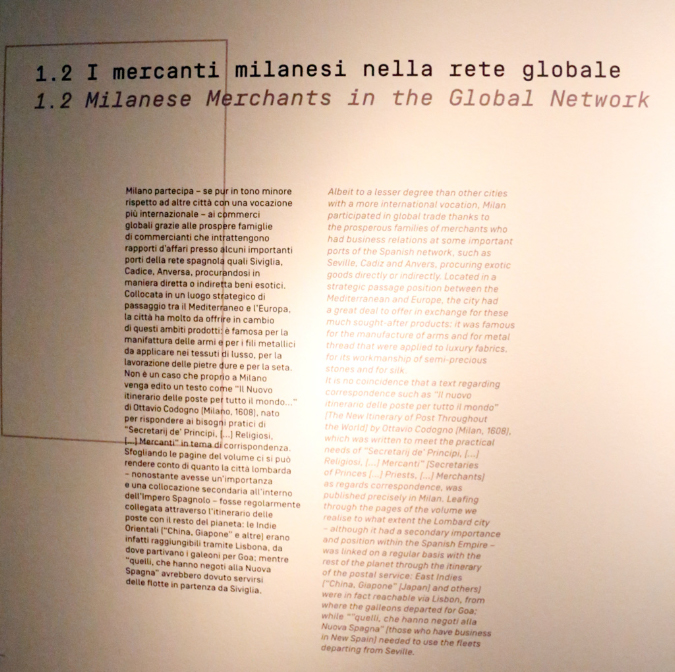 1.2 I mercanti milanesi nella rete globale
1.2 Milanese Merchants in the Global Network
Milano partecipa – se pur in tono minore
rispetto ad altre città con una vocazione
più internazionale – ai commerci
globali grazie alle prospere famiglie
di commercianti che intrattengono
rapporti d'affari presso alcuni importanti
porti della rete spagnola quali Siviglia,
Cadice, Anversa, procurandosi in
maniera diretta o indiretta beni esotici.
Collocata in un luogo strategico di
passaggio tra il Mediterraneo e l'Europa,
la città ha molto da offrire in cambio
di questi ambiti prodotti: è famosa per la
manifattura delle armi e per i fili metallici
da applicare nei tessuti di lusso, per la
lavorazione delle pietre dure e per la seta.
Non è un caso che proprio a Milano
venga edito un testo come "Il Nuovo
itinerario delle poste per tutto il mondo..."
di Ottavio Codogno (Milano, 1608), nato
per rispondere ai bisogni pratici di
"Secretarij de' Principi, [...] Religiosi,
[...] Mercanti" in tema di corrispondenza.
Sfogliando le pagine del volume ci si può
rendere conto di quanto la città lombarda
– nonostante avesse un'importanza
e una collocazione secondaria all'interno
dell'Impero Spagnolo – fosse regolarmente
collegata attraverso l'itinerario delle
poste con il resto del pianeta: le Indie
Orientali ("China, Giapone" e altre) erano
infatti raggiungibili tramite Lisbona, da
dove partivano i galeoni per Goa; mentre
"quelli, che hanno negoti alla Nuova
Spagna" avrebbero dovuto servirsi
delle flotte in partenza da Siviglia.
Albeit to a lesser degree than other cities
with a more international vocation, Milan
participated in global trade thanks to
the prosperous families of merchants who
had business relations at some important
ports of the Spanish network, such as
Seville, Cadiz and Anvers, procuring exotic
goods directly or indirectly. Located in a
strategic passage position between the
Mediterranean and Europe, the city had
a great deal to offer in exchange for these
much sought-after products: it was famous
for the manufacture of arms and for metal
thread that were applied to luxury fabrics,
for its workmanship of semi-precious
stones and for silk.
It is no coincidence that a text regarding
correspondence such as "Il nuovo
itinerario delle poste per tutto il mondo"
(The New Itinerary of Post Throughout
the World) by Ottavio Codogno (Milan, 1608),
which was written to meet the practical
needs of "Secretarij de' Principi, [...]
Religiosi, [...] Mercanti" (Secretaries
of Princes [...] Priests, [...] Merchants)
as regards correspondence, was
published precisely in Milan. Leafing
through the pages of the volume we
realise to what extent the Lombard city
– although it had a secondary importance
and position within the Spanish Empire –
was linked on a regular basis with the
rest of the planet through the itinerary
of the postal service: East Indies
("China, Giapone" (Japan) and others)
were in fact reachable via Lisbon, from
where the galleons departed for Goa;
while ""quelli, che hanno negoti alla
Nuova Spagna" (those who have business
in New Spain) needed to use the fleets
departing from Seville.